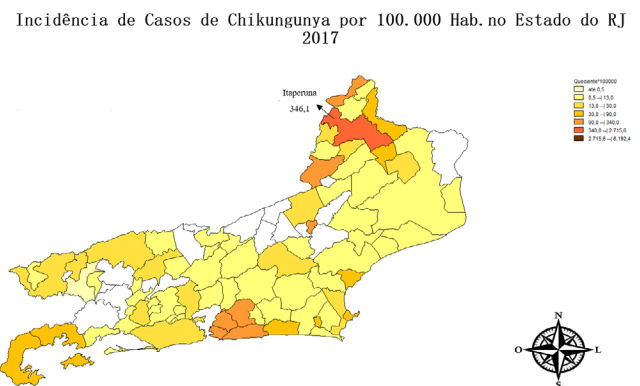 Incidência de Casos de Chikungunya por 100.000 Hab.no Estado do RJ
2017
Itaperuna
346,1
Quociente*100000
até 0,5
0,5 --| 13,0
13,0 --| 30,0
30,0 --| 90,0
90,0 --| 340,0
340,0 --| 2.715,6
2.715,6 --| 6.192,4
N
O
L
S